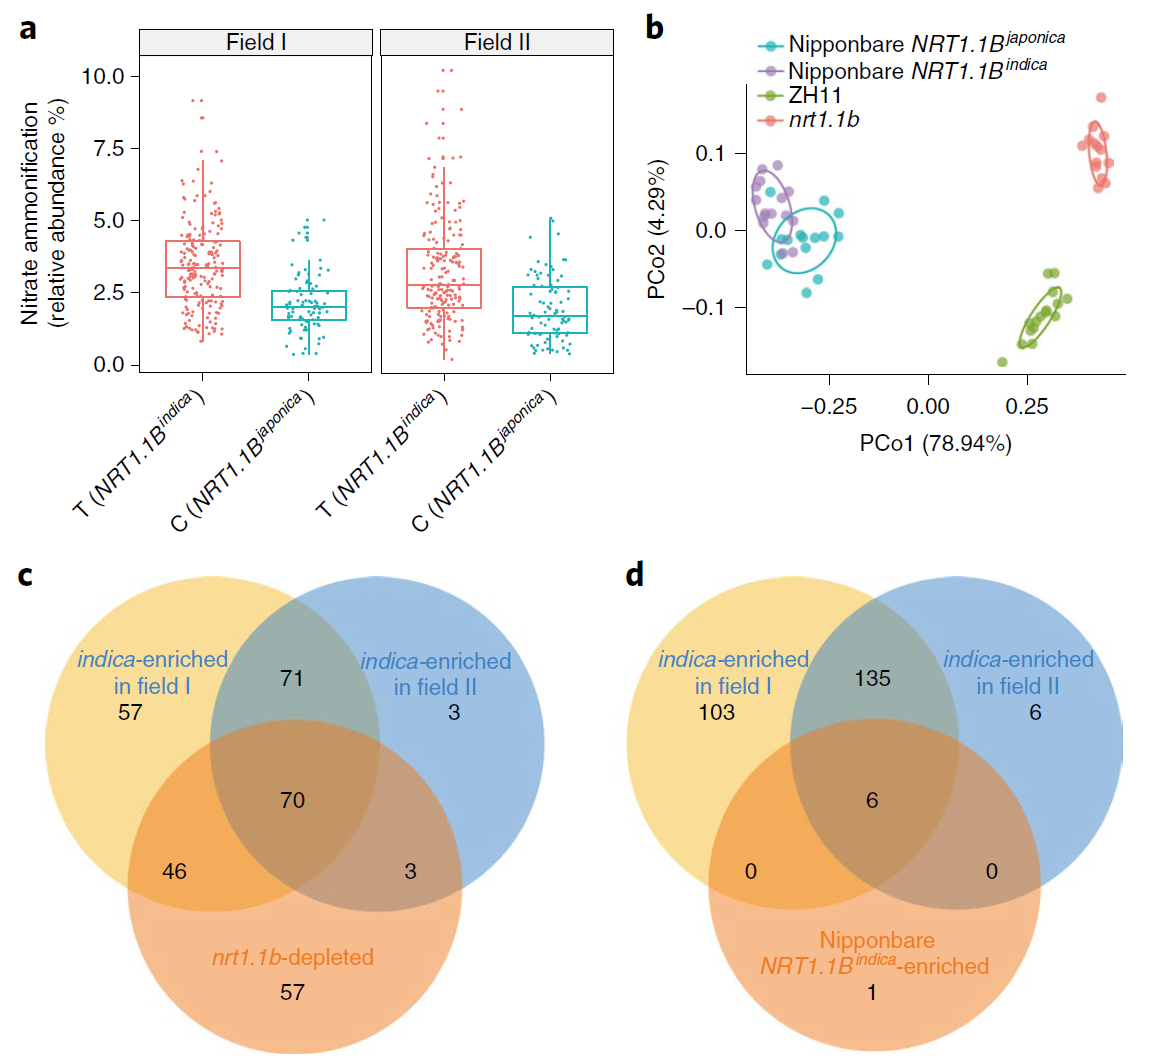 a
Field I
Field II
Nitrate ammonification
(relative abundance %)
10.0
7.5
5.0
2.5
0.0
T (NRT1.1Bindica)
C (NRT1.1Bjaponica)
T (NRT1.1Bindica)
C (NRT1.1Bjaponica)
b
Nipponbare NRT1.1Bjaponica
Nipponbare NRT1.1Bindica
ZH11
nrt1.1b
PCo2 (4.29%)
0.1
0.0
−0.1
−0.25
0.00
0.25
PCo1 (78.94%)
c
indica-enriched
in field I
57
71
indica-enriched
in field II
3
70
46
3
nrt1.1b-depleted
57
d
indica-enriched
in field I
103
135
indica-enriched
in field II
6
6
0
0
Nipponbare
NRT1.1Bindica-enriched
1